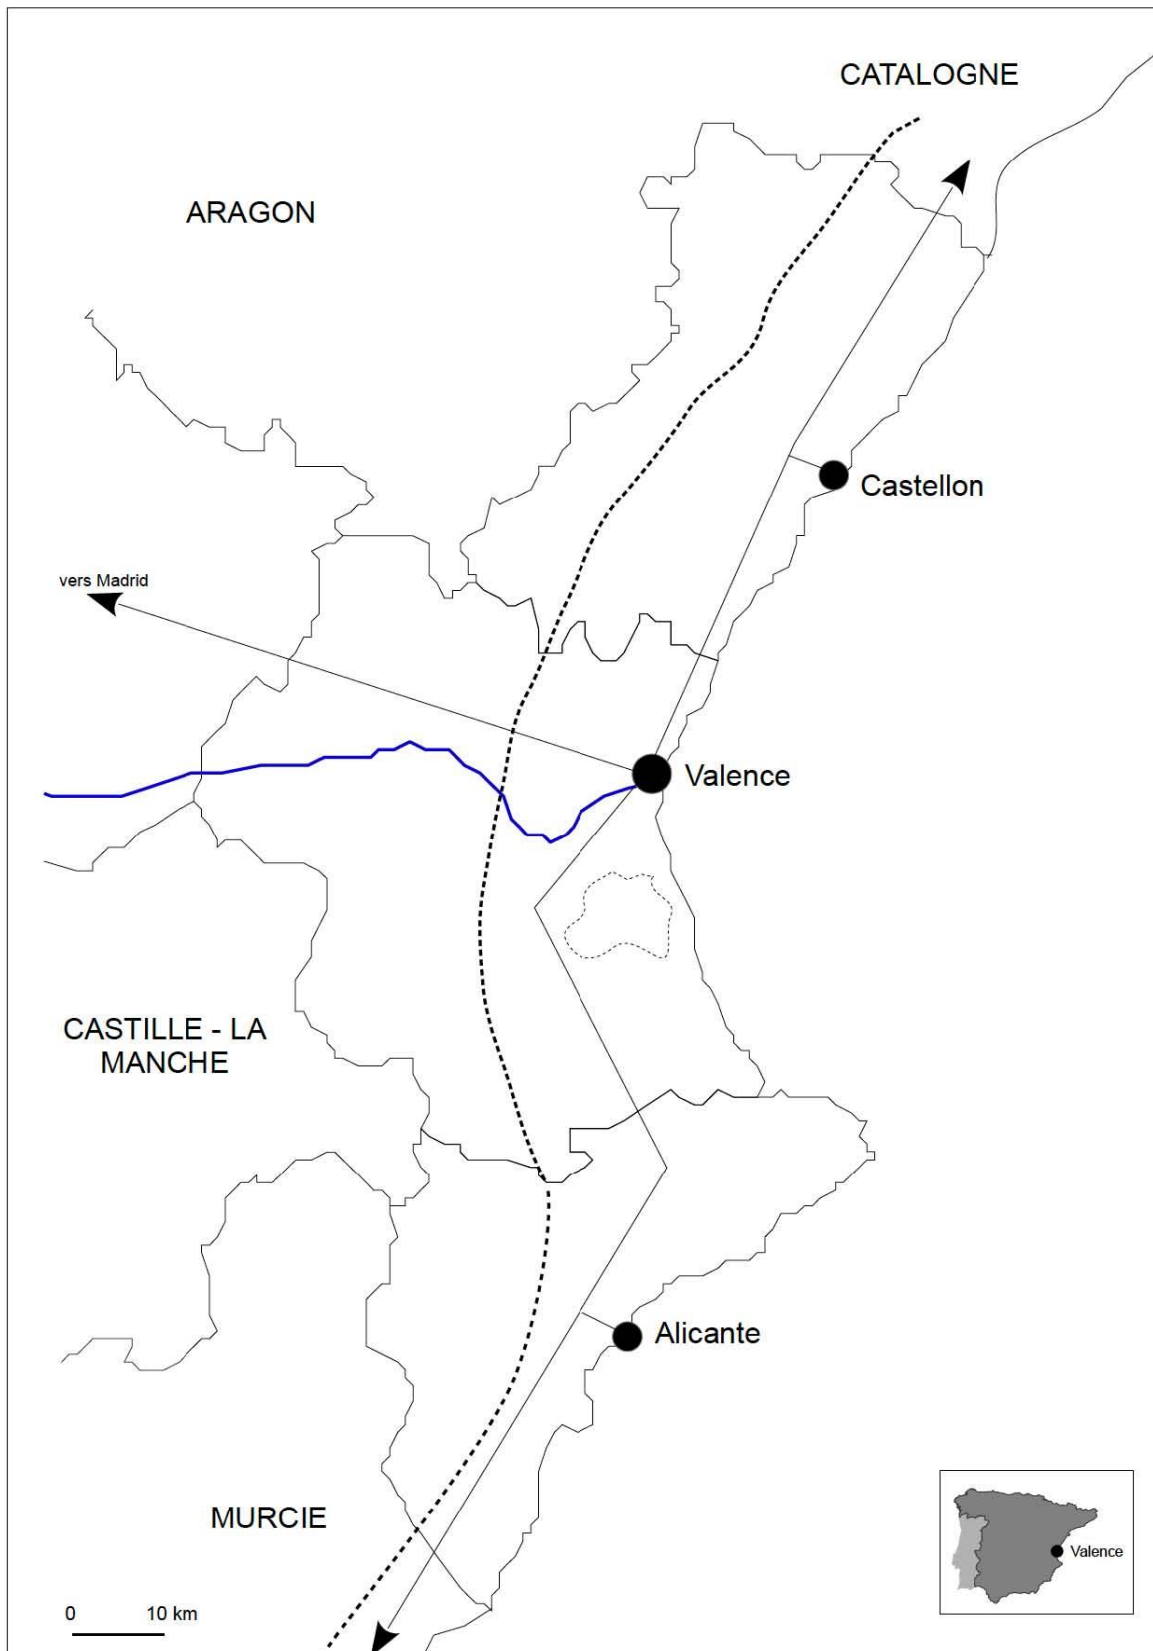 CATALOGNE
ARAGON
Castellon
vers Madrid
Valence
CASTILLE - LA
MANCHE
Alicante
MURCIE
Valence
0 10 km